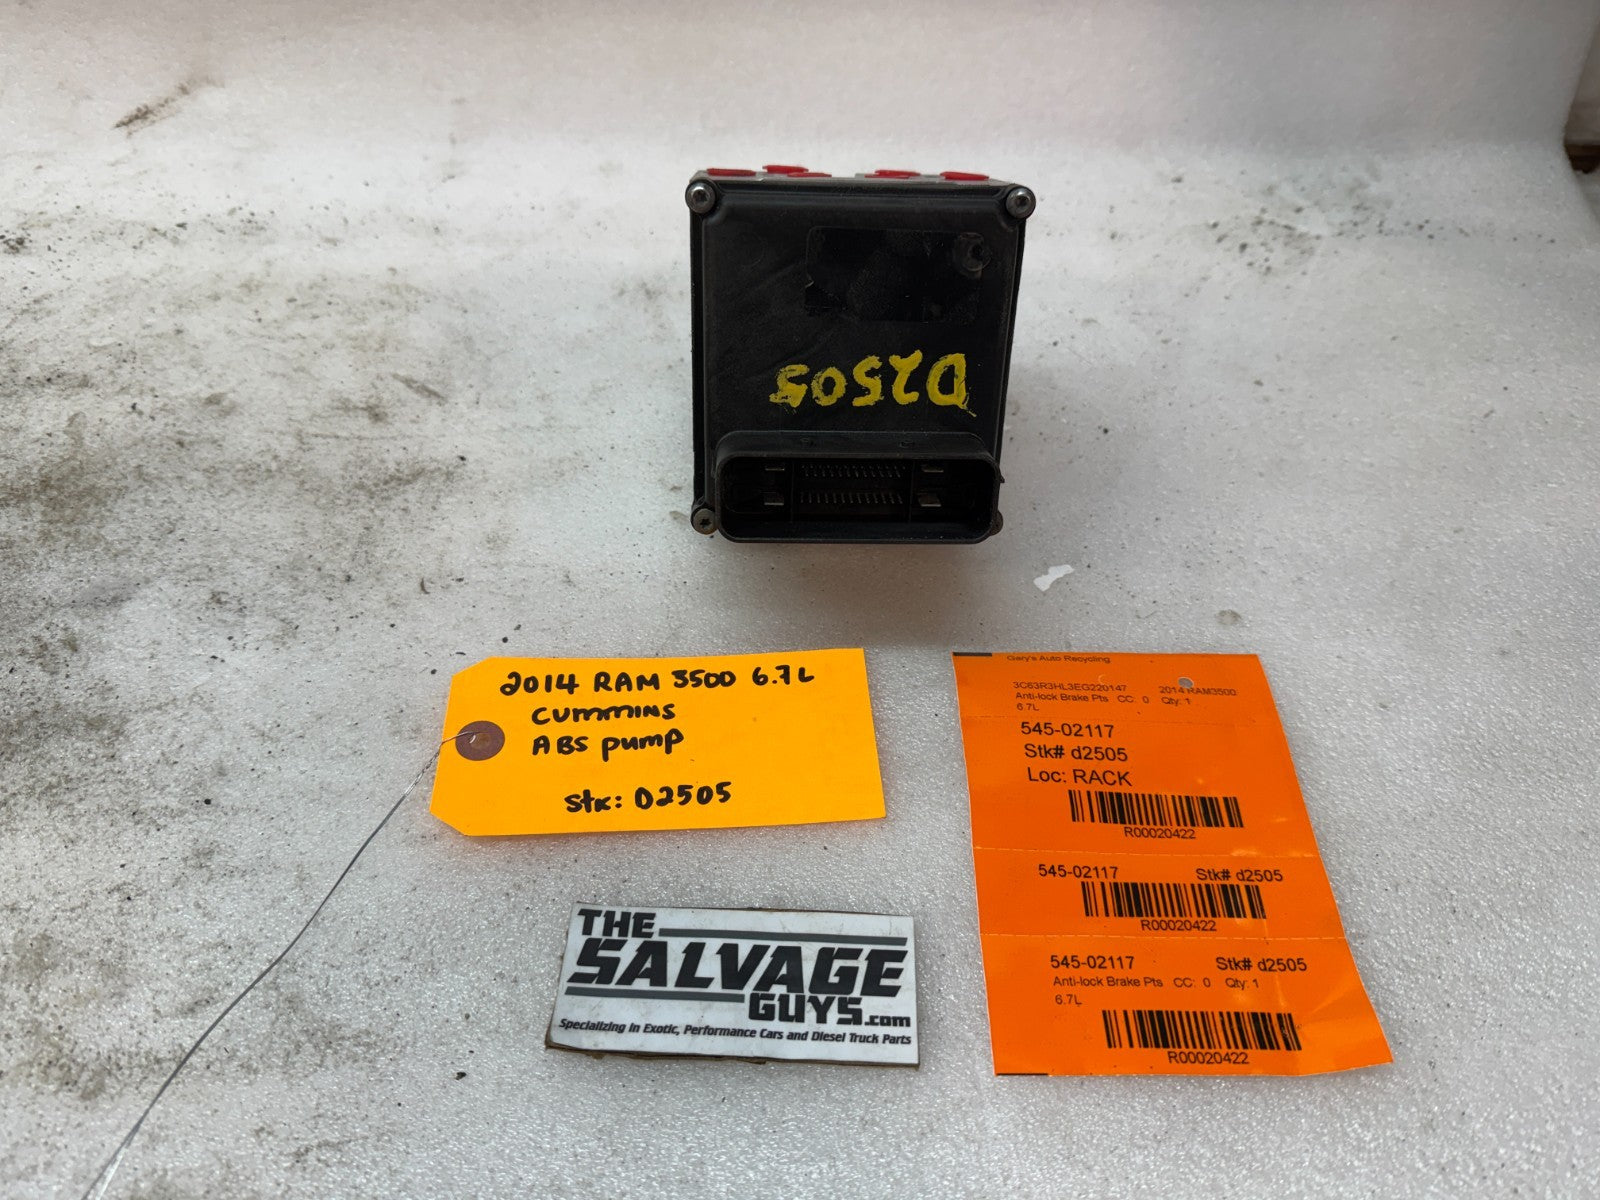 D2505
2014 RAM 3500 6.7L
CUMMINS
ABS PUMP
Stk: D2505
Gary's Auto Recycling
3C63R3HL3EG220147 2014 RAM3500
Anti-lock Brake Pts CC: 0 Qty: 1
6.7L
545-02117
Stk# d2505
Loc: RACK
R00020422
545-02117 Stk# d2505
R00020422
545-02117 Stk# d2505
Anti-lock Brake Pts CC: 0 Qty: 1
6.7L
R00020422
THE
SALVAGE
GUYS.com
Specializing in Exotic, Performance Cars and Diesel Truck Parts